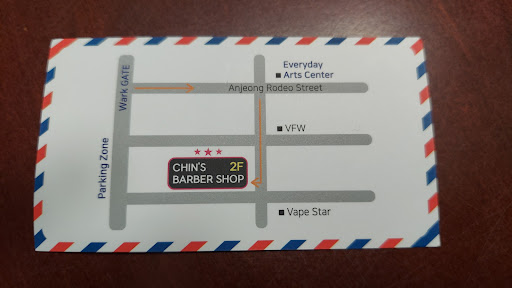 Everyday
Arts Center
Wark GATE
Anjeong Rodeo Street
VFW
Parking Zone
CHIN'S 2F
BARBER SHOP
Vape Star